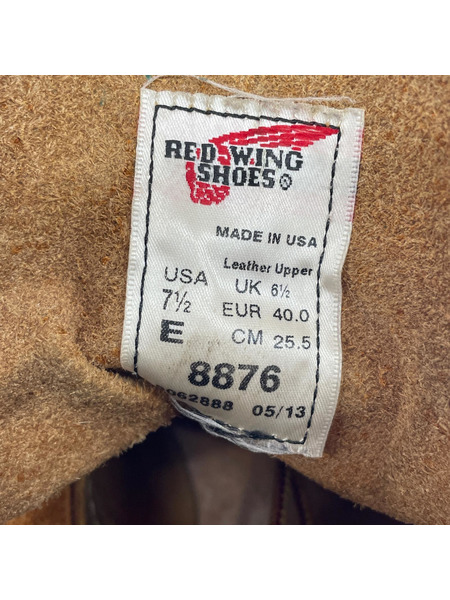 RED WING
SHOES®
MADE IN USA
Leather Upper
USA UK 6½
7½ EUR 40.0
E CM 25.5
8876
062888 05/13